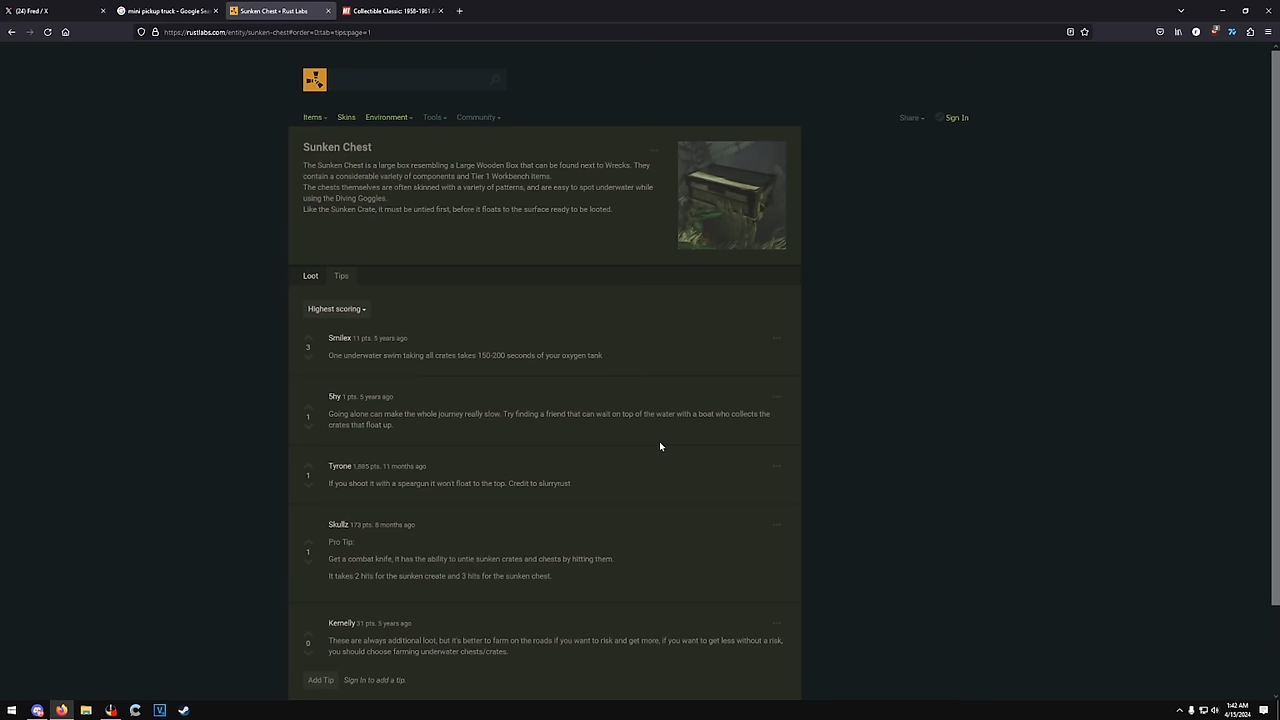 (24) Fred / X
mini pickup truck - Google Sea
Sunken Chest • Rust Labs
Collectible Classic: 1958-1961 A
https://rustlabs.com/entity/sunken-chest#order=0;tab=tips;page=1
Items
Skins
Environment
Tools
Community
Share
Sign In
Sunken Chest
The Sunken Chest is a large box resembling a Large Wooden Box that can be found next to Wrecks. They
contain a considerable variety of components and Tier 1 Workbench items.
The chests themselves are often skinned with a variety of patterns, and are easy to spot underwater while
using the Diving Goggles.
Like the Sunken Crate, it must be untied first, before it floats to the surface ready to be looted.
Loot
Tips
Highest scoring
Smilex 11 pts. 5 years ago
3
One underwater swim taking all crates takes 150-200 seconds of your oxygen tank
5hy 1 pts. 5 years ago
1
Going alone can make the whole journey really slow. Try finding a friend that can wait on top of the water with a boat who collects the
crates that float up.
Tyrone 1,885 pts. 11 months ago
1
If you shoot it with a speargun it won't float to the top. Credit to slurryrust
Skullz 173 pts. 8 months ago
Pro Tip:
1
Get a combat knife, it has the ability to untie sunken crates and chests by hitting them.
It takes 2 hits for the sunken create and 3 hits for the sunken chest.
Kernelly 31 pts. 5 years ago
0
These are always additional loot, but it's better to farm on the roads if you want to risk and get more, if you want to get less without a risk,
you should choose farming underwater chests/crates.
Add Tip
Sign In to add a tip.
1:42 AM
4/15/2024